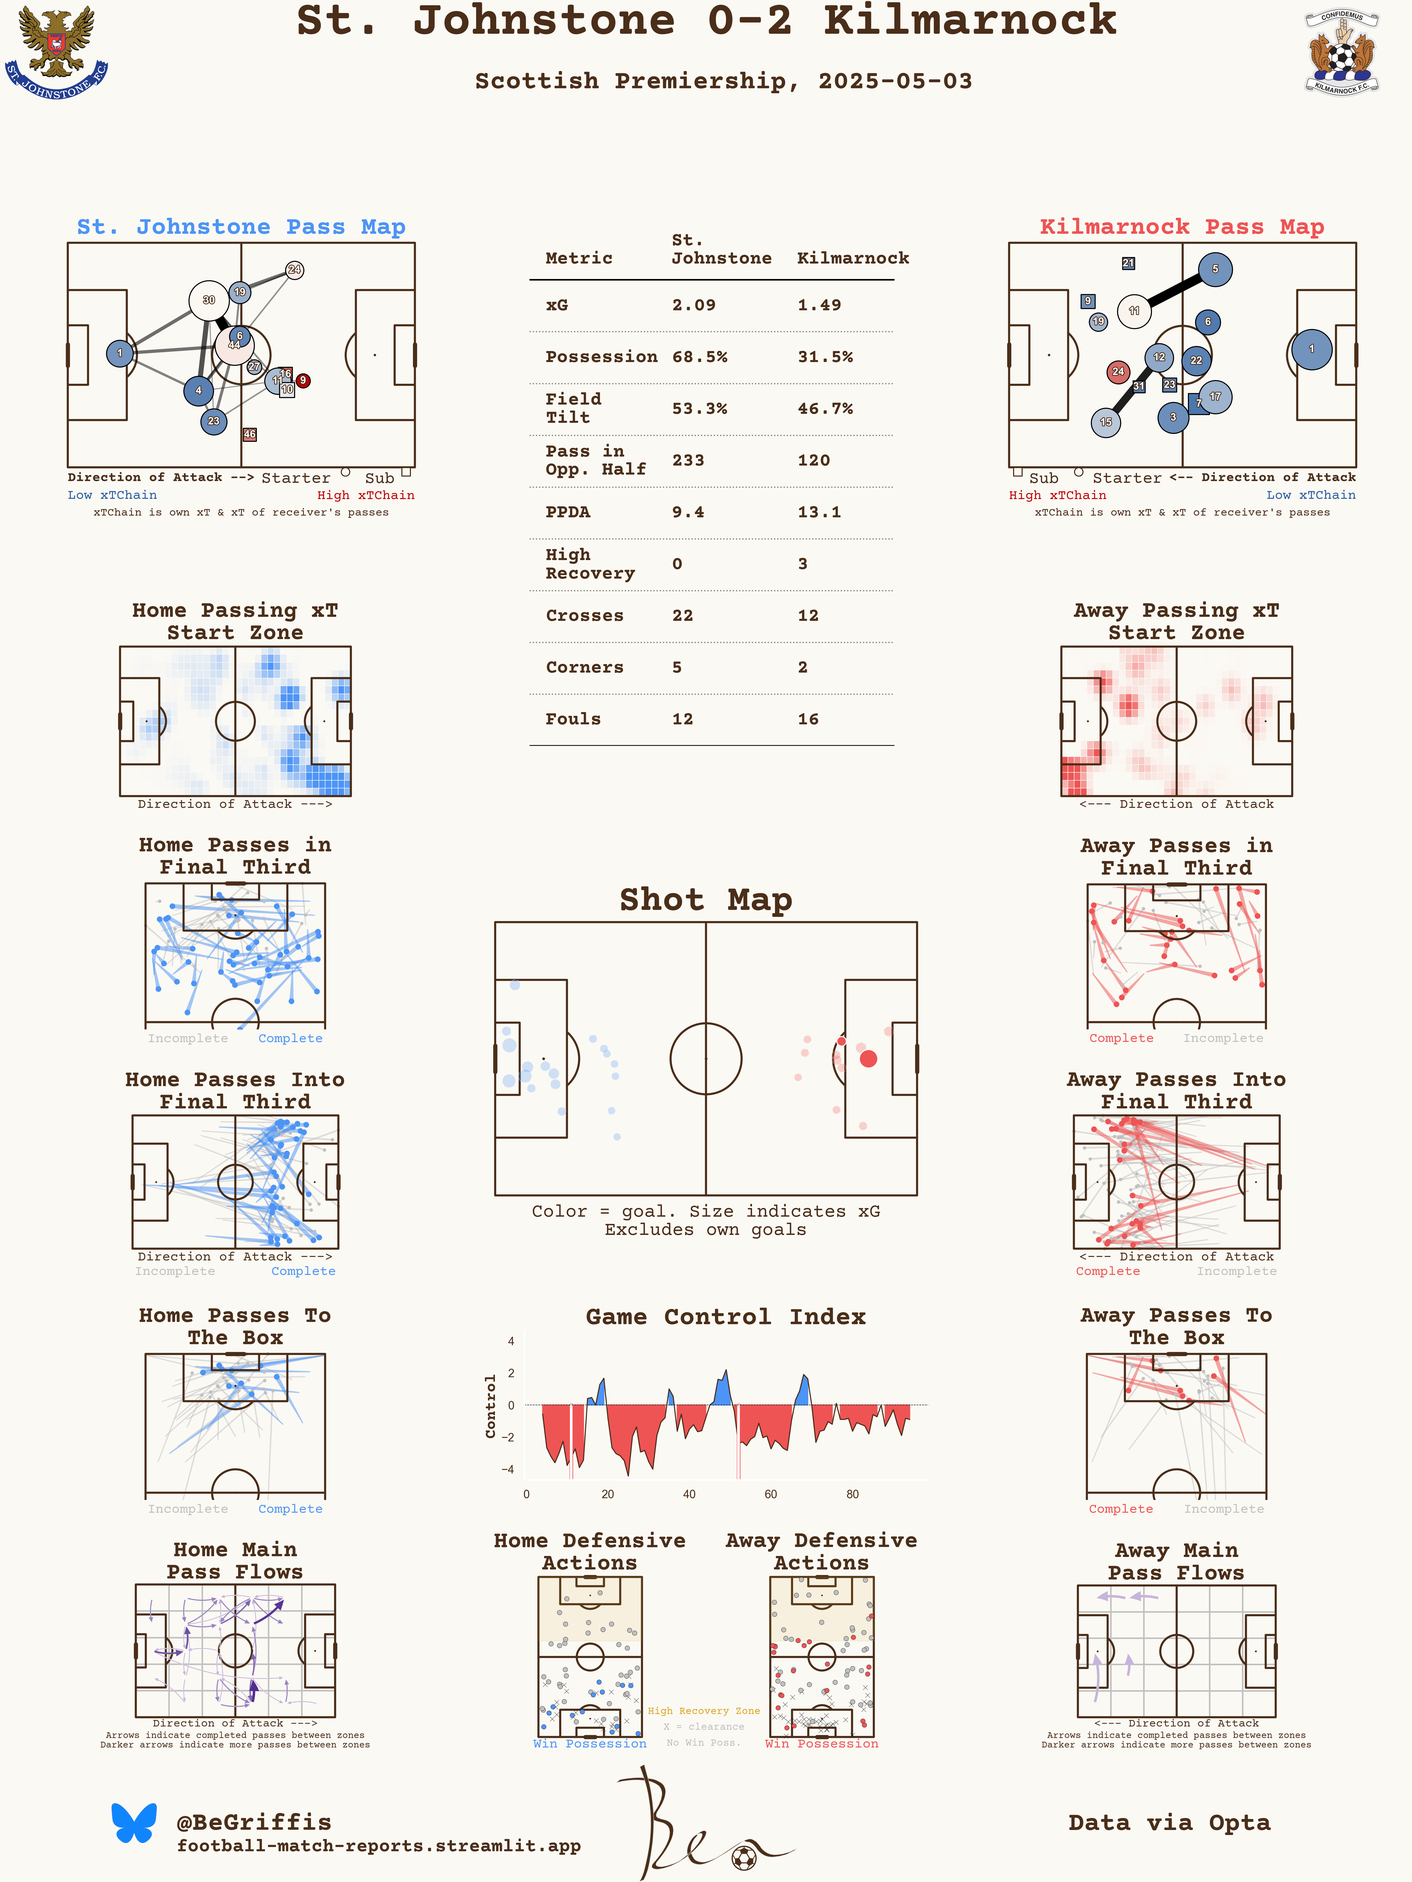 St. Johnstone 0-2 Kilmarnock
Scottish Premiership, 2025-05-03
ST. JOHNSTONE F.C.
CONFIDEMUS
KILMARNOCK F.C.
St. Johnstone Pass Map
24
19
30
6
44
1
27
16
11
9
10
4
23
46
Direction of Attack --> Starter Sub
Low xTChain High xTChain
xTChain is own xT & xT of receiver's passes
Metric St. Johnstone Kilmarnock
xG 2.09 1.49
Possession 68.5% 31.5%
Field Tilt 53.3% 46.7%
Pass in Opp. Half 233 120
PPDA 9.4 13.1
High Recovery 0 3
Crosses 22 12
Corners 5 2
Fouls 12 16
Kilmarnock Pass Map
21
5
9
11
19
6
1
12
22
24
31
23
7
17
15
3
Sub Starter <-- Direction of Attack
High xTChain Low xTChain
xTChain is own xT & xT of receiver's passes
Home Passing xT
Start Zone
Direction of Attack --->
Away Passing xT
Start Zone
<--- Direction of Attack
Home Passes in
Final Third
Incomplete Complete
Away Passes in
Final Third
Complete Incomplete
Shot Map
Color = goal. Size indicates xG
Excludes own goals
Home Passes Into
Final Third
Direction of Attack --->
Incomplete Complete
Away Passes Into
Final Third
<--- Direction of Attack
Complete Incomplete
Home Passes To
The Box
Incomplete Complete
Game Control Index
Control
4
2
0
−2
−4
0 20 40 60 80
Away Passes To
The Box
Complete Incomplete
Home Main
Pass Flows
Direction of Attack --->
Arrows indicate completed passes between zones
Darker arrows indicate more passes between zones
Home Defensive
Actions
Win Possession
High Recovery Zone
X = clearance
No Win Poss.
Away Defensive
Actions
Win Possession
Away Main
Pass Flows
<--- Direction of Attack
Arrows indicate completed passes between zones
Darker arrows indicate more passes between zones
@BeGriffis
football-match-reports.streamlit.app
Ben
Data via Opta